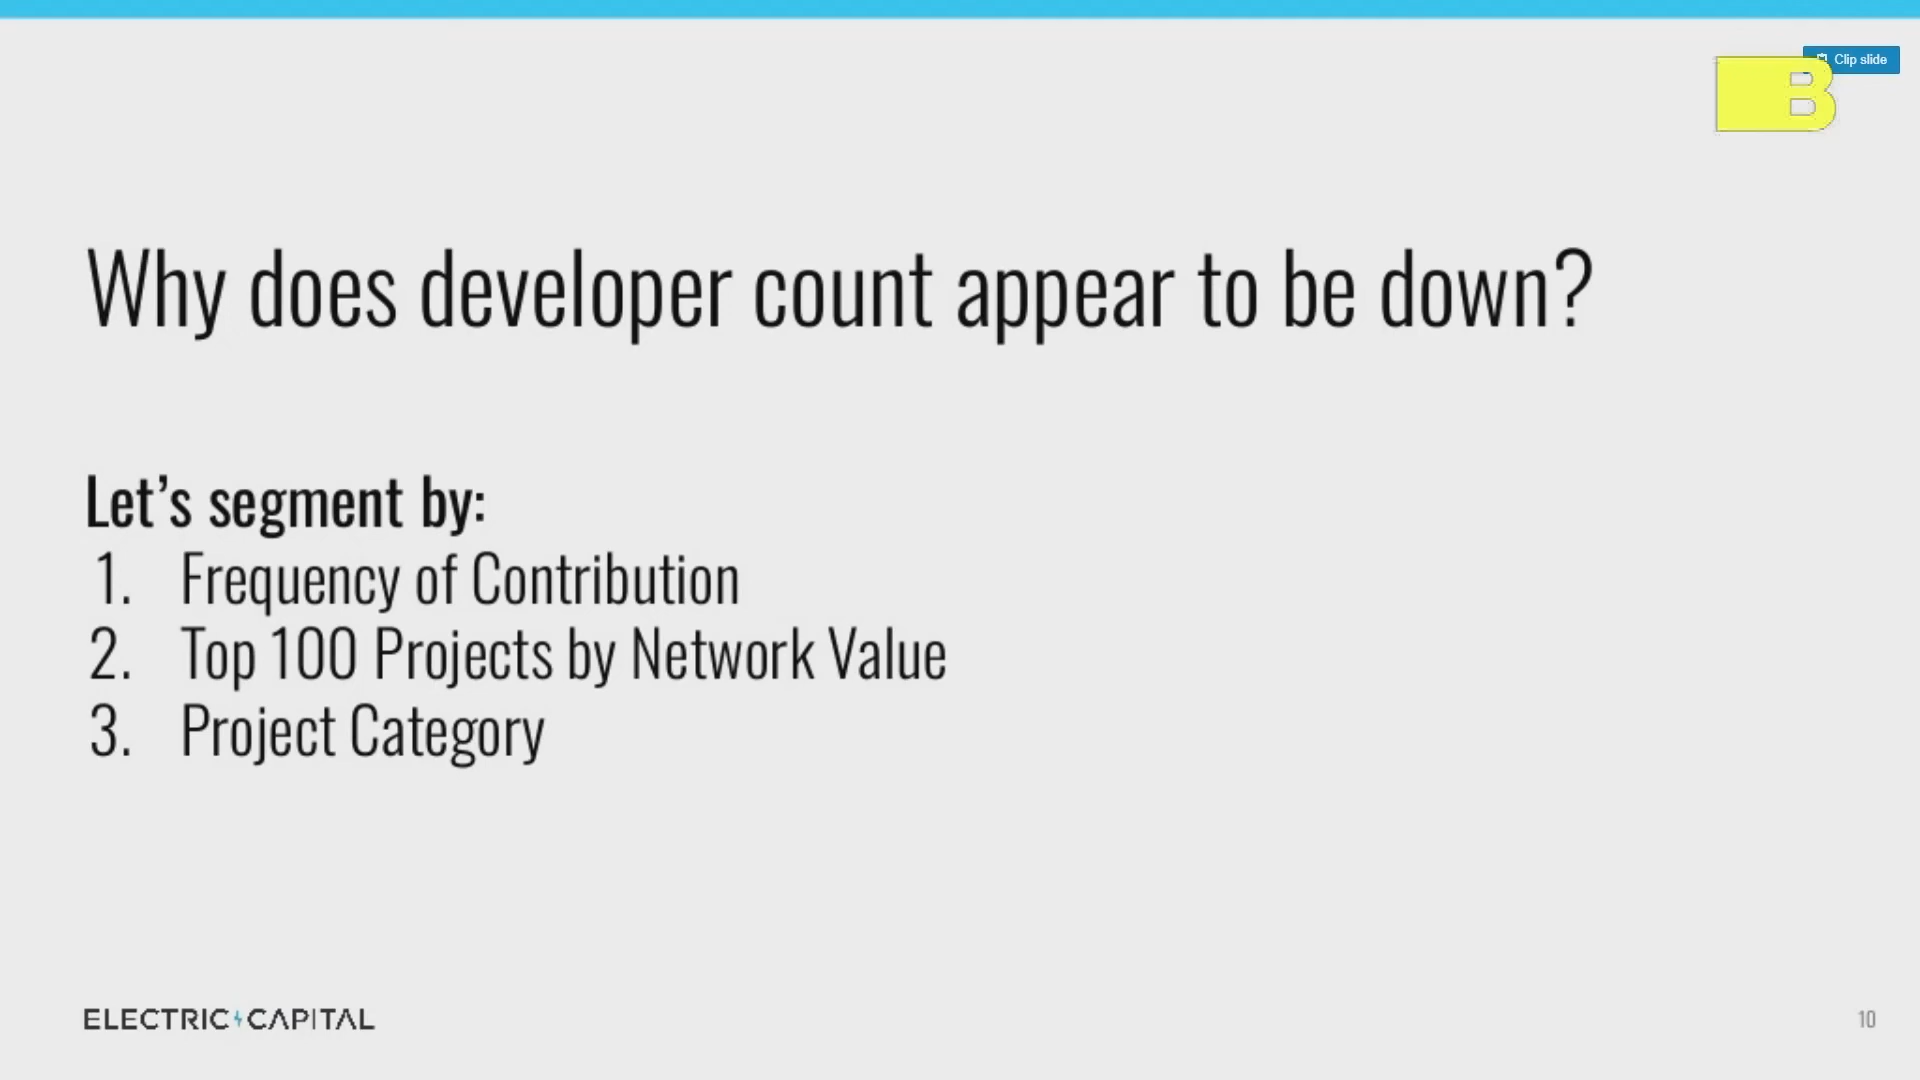 Clip slide
B
Why does developer count appear to be down?
Let's segment by:
1. Frequency of Contribution
2. Top 100 Projects by Network Value
3. Project Category
ELECTRIC CAPITAL
10